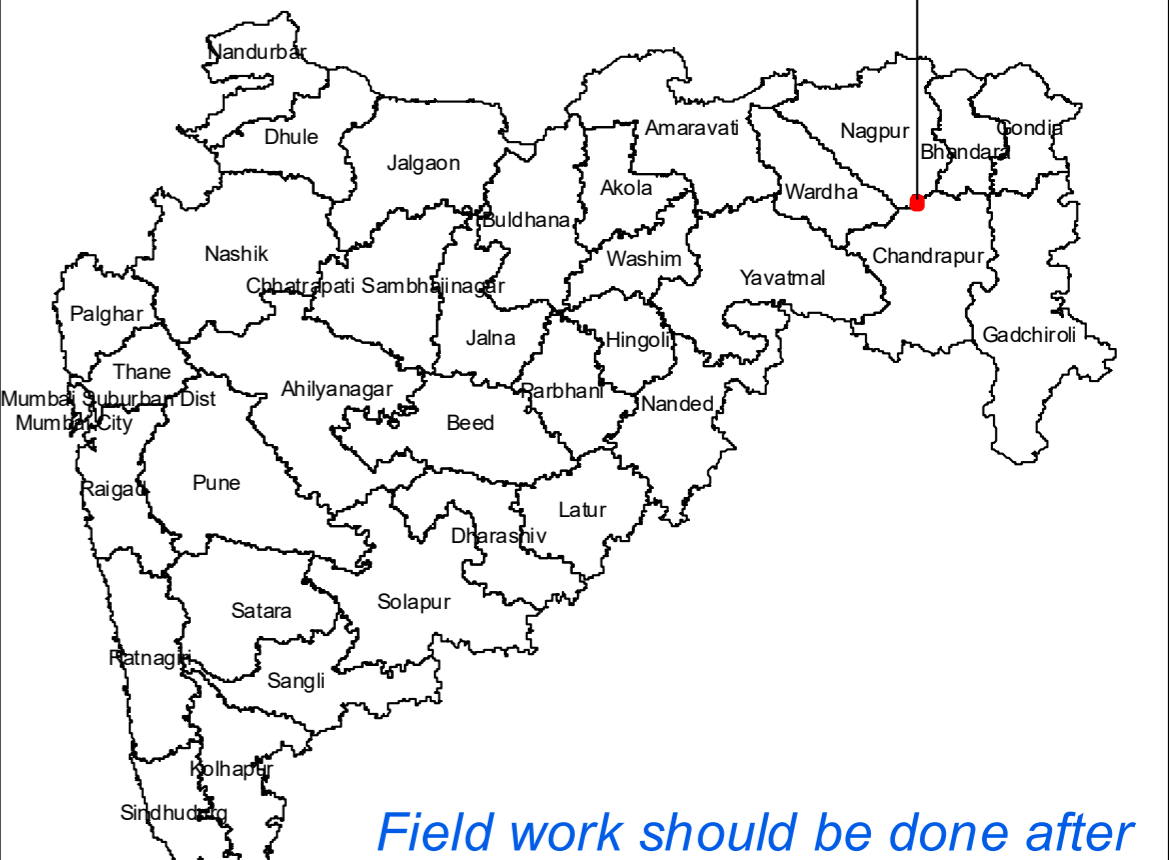 Nandurbar
Dhule
Jalgaon
Amaravati
Nagpur
Gondia
Bhandara
Akola
Wardha
Buldhana
Nashik
Washim
Chandrapur
Yavatmal
Chhatrapati Sambhajinagar
Palghar
Jalna
Hingoli
Gadchiroli
Thane
Ahilyanagar
Parbhani
Mumbai Suburban Dist
Nanded
Mumbai City
Beed
Raigad
Pune
Latur
Dharashiv
Satara
Solapur
Ratnagiri
Sangli
Kolhapur
Sindhudurg
Field work should be done after